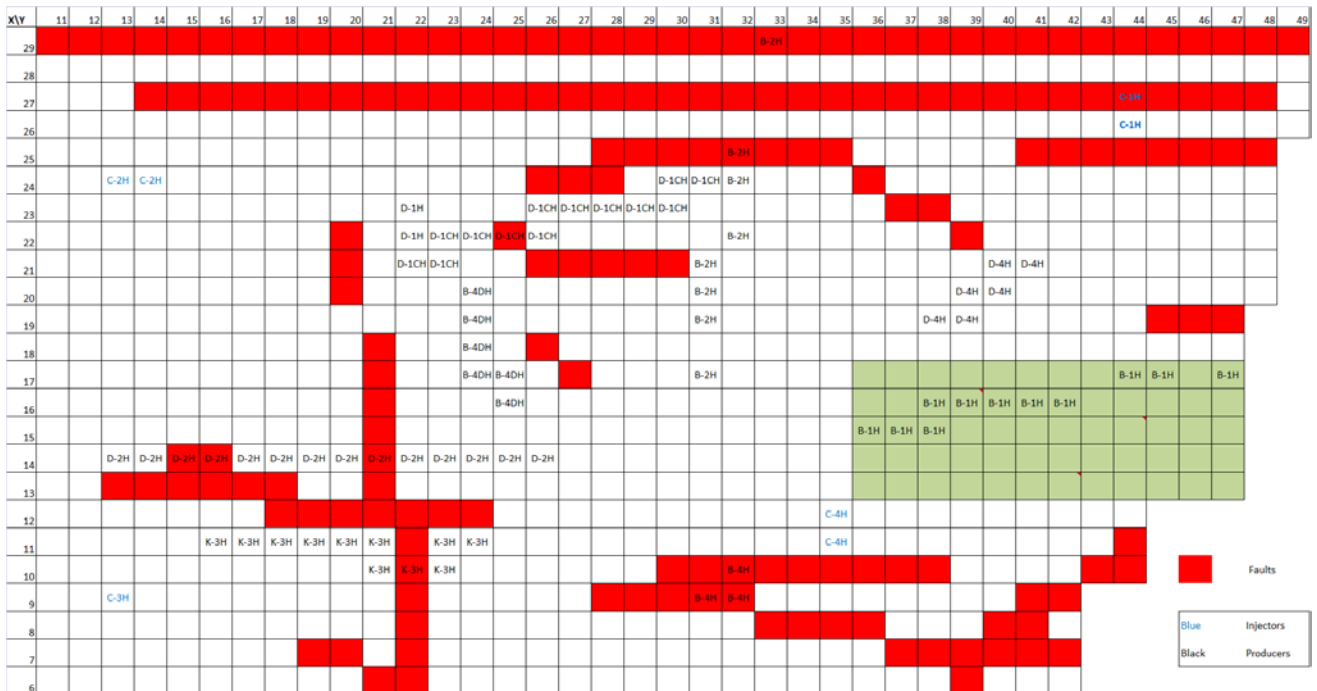 X\Y 11 12 13 14 15 16 17 18 19 20 21 22 23 24 25 26 27 28 29 30 31 32 33 34 35 36 37 38 39 40 41 42 43 44 45 46 47 48 49
29 B-2H
28
27 C-1H
26 C-1H
25 B-2H
24 C-2H C-2H D-1CH D-1CH B-2H
23 D-1H D-1CH D-1CH D-1CH D-1CH D-1CH
22 D-1H D-1CH D-1CH D-1CH D-1CH B-2H
21 D-1CH D-1CH B-2H D-4H D-4H
20 B-4DH B-2H D-4H D-4H
19 B-4DH B-2H D-4H D-4H
18 B-4DH
17 B-4DH B-4DH B-2H B-1H B-1H B-1H
16 B-4DH B-1H B-1H B-1H B-1H B-1H
15 B-1H B-1H B-1H
14 D-2H D-2H D-2H D-2H D-2H D-2H D-2H D-2H D-2H D-2H D-2H D-2H D-2H D-2H
13
12 C-4H
11 K-3H K-3H K-3H K-3H K-3H K-3H K-3H K-3H C-4H
10 K-3H K-3H K-3H B-4H Faults
9 C-3H B-4H B-4H
8 Blue Injectors
7 Black Producers
6